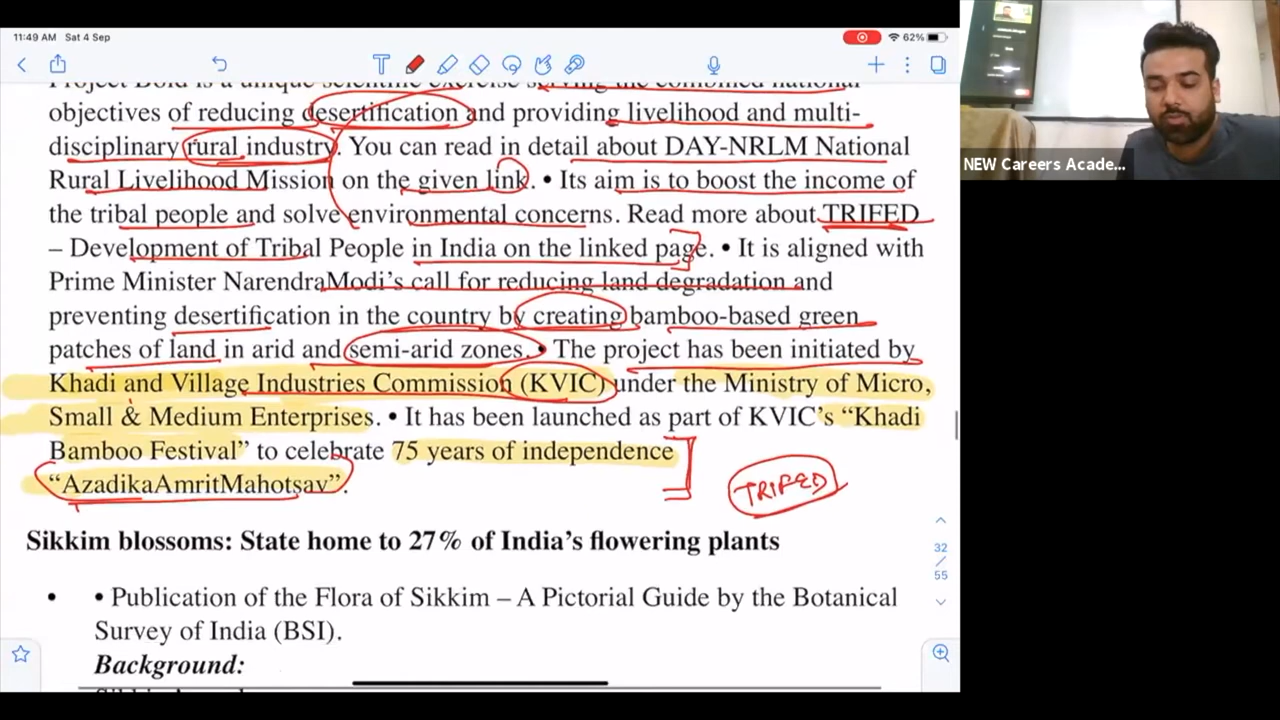 11:49 AM Sat 4 Sep
62%
Project Bold is a unique scientific exercise serving the combined national
objectives of reducing desertification and providing livelihood and multi-
disciplinary rural industry. You can read in detail about DAY-NRLM National
Rural Livelihood Mission on the given link. • Its aim is to boost the income of
the tribal people and solve environmental concerns. Read more about TRIFED
– Development of Tribal People in India on the linked page. • It is aligned with
Prime Minister NarendraModi’s call for reducing land degradation and
preventing desertification in the country by creating bamboo-based green
patches of land in arid and semi-arid zones. • The project has been initiated by
Khadi and Village Industries Commission (KVIC) under the Ministry of Micro,
Small & Medium Enterprises. • It has been launched as part of KVIC’s “Khadi
Bamboo Festival” to celebrate 75 years of independence
“AzadikaAmritMahotsav”.
TRIFED
Sikkim blossoms: State home to 27% of India’s flowering plants
• • Publication of the Flora of Sikkim – A Pictorial Guide by the Botanical
Survey of India (BSI).
Background:
32
/
55
NEW Careers Acade...